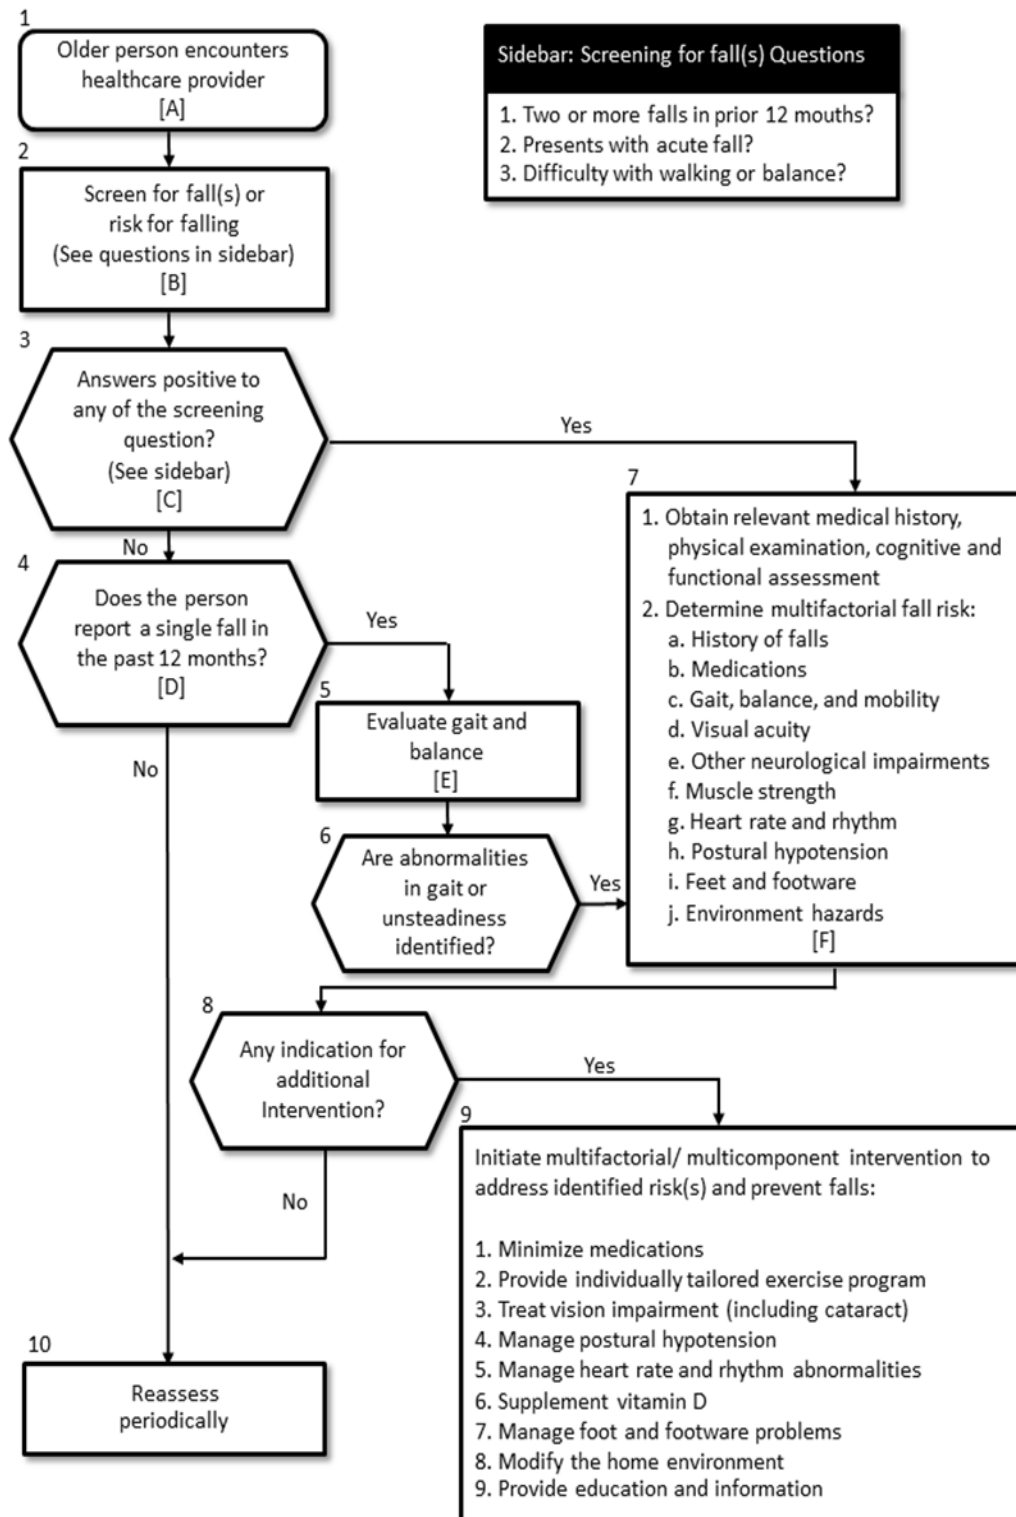 1
Older person encounters
healthcare provider
[A]
Sidebar: Screening for fall(s) Questions
1. Two or more falls in prior 12 mouths?
2. Presents with acute fall?
3. Difficulty with walking or balance?
2
Screen for fall(s) or
risk for falling
(See questions in sidebar)
[B]
3
Answers positive to
any of the screening
question?
(See sidebar)
[C]
Yes
No
4
Does the person
report a single fall in
the past 12 months?
[D]
Yes
No
5
Evaluate gait and
balance
[E]
6
Are abnormalities
in gait or
unsteadiness
identified?
Yes
7
1. Obtain relevant medical history,
physical examination, cognitive and
functional assessment
2. Determine multifactorial fall risk:
a. History of falls
b. Medications
c. Gait, balance, and mobility
d. Visual acuity
e. Other neurological impairments
f. Muscle strength
g. Heart rate and rhythm
h. Postural hypotension
i. Feet and footware
j. Environment hazards
[F]
8
Any indication for
additional
Intervention?
Yes
No
9
Initiate multifactorial/ multicomponent intervention to
address identified risk(s) and prevent falls:
1. Minimize medications
2. Provide individually tailored exercise program
3. Treat vision impairment (including cataract)
4. Manage postural hypotension
5. Manage heart rate and rhythm abnormalities
6. Supplement vitamin D
7. Manage foot and footware problems
8. Modify the home environment
9. Provide education and information
10
Reassess
periodically